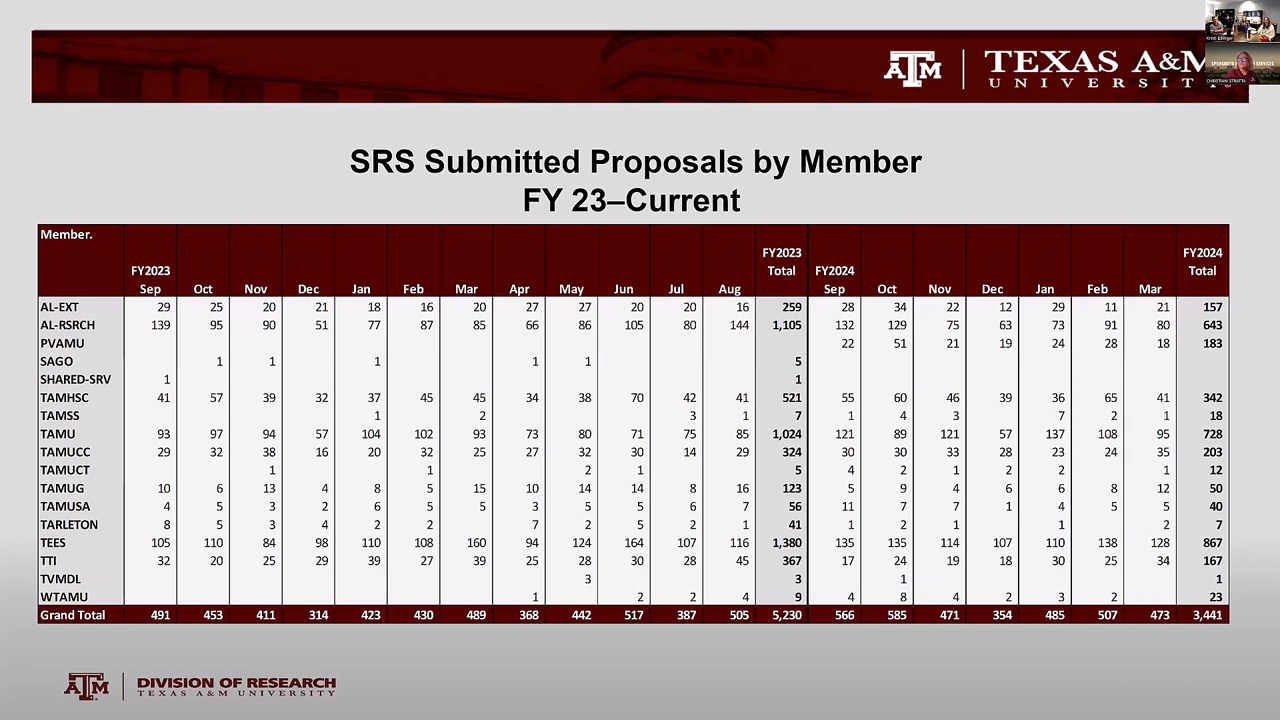 TEXAS A&M
UNIVERSITY
Kristi Billinger
CHRISTIAN STRATTA
SRS Submitted Proposals by Member
FY 23–Current
Member. FY2023 Sep Oct Nov Dec Jan Feb Mar Apr May Jun Jul Aug FY2023 Total FY2024 Sep Oct Nov Dec Jan Feb Mar FY2024 Total
AL-EXT 29 25 20 21 18 16 20 27 27 20 20 16 259 28 34 22 12 29 11 21 157
AL-RSRCH 139 95 90 51 77 87 85 66 86 105 80 144 1,105 132 129 75 63 73 91 80 643
PVAMU 22 51 21 19 24 28 18 183
SAGO 1 1 1 1 1 5
SHARED-SRV 1 1
TAMHSC 41 57 39 32 37 45 45 34 38 70 42 41 521 55 60 46 39 36 65 41 342
TAMSS 1 2 3 1 7 1 4 3 7 2 1 18
TAMU 93 97 94 57 104 102 93 73 80 71 75 85 1,024 121 89 121 57 137 108 95 728
TAMUCC 29 32 38 16 20 32 25 27 32 30 14 29 324 30 30 33 28 23 24 35 203
TAMUCT 1 1 2 1 5 4 2 1 2 2 1 12
TAMUG 10 6 13 4 8 5 15 10 14 14 8 16 123 5 9 4 6 6 8 12 50
TAMUSA 4 5 3 2 6 5 5 3 5 5 6 7 56 11 7 7 1 4 5 5 40
TARLETON 8 5 3 4 2 2 7 2 5 2 1 41 1 2 1 1 2 7
TEES 105 110 84 98 110 108 160 94 124 164 107 116 1,380 135 135 114 107 110 138 128 867
TTI 32 20 25 29 39 27 39 25 28 30 28 45 367 17 24 19 18 30 25 34 167
TVMDL 3 3 1 1
WTAMU 1 2 2 4 9 4 8 4 2 3 2 23
Grand Total 491 453 411 314 423 430 489 368 442 517 387 505 5,230 566 585 471 354 485 507 473 3,441
DIVISION OF RESEARCH
TEXAS A&M UNIVERSITY